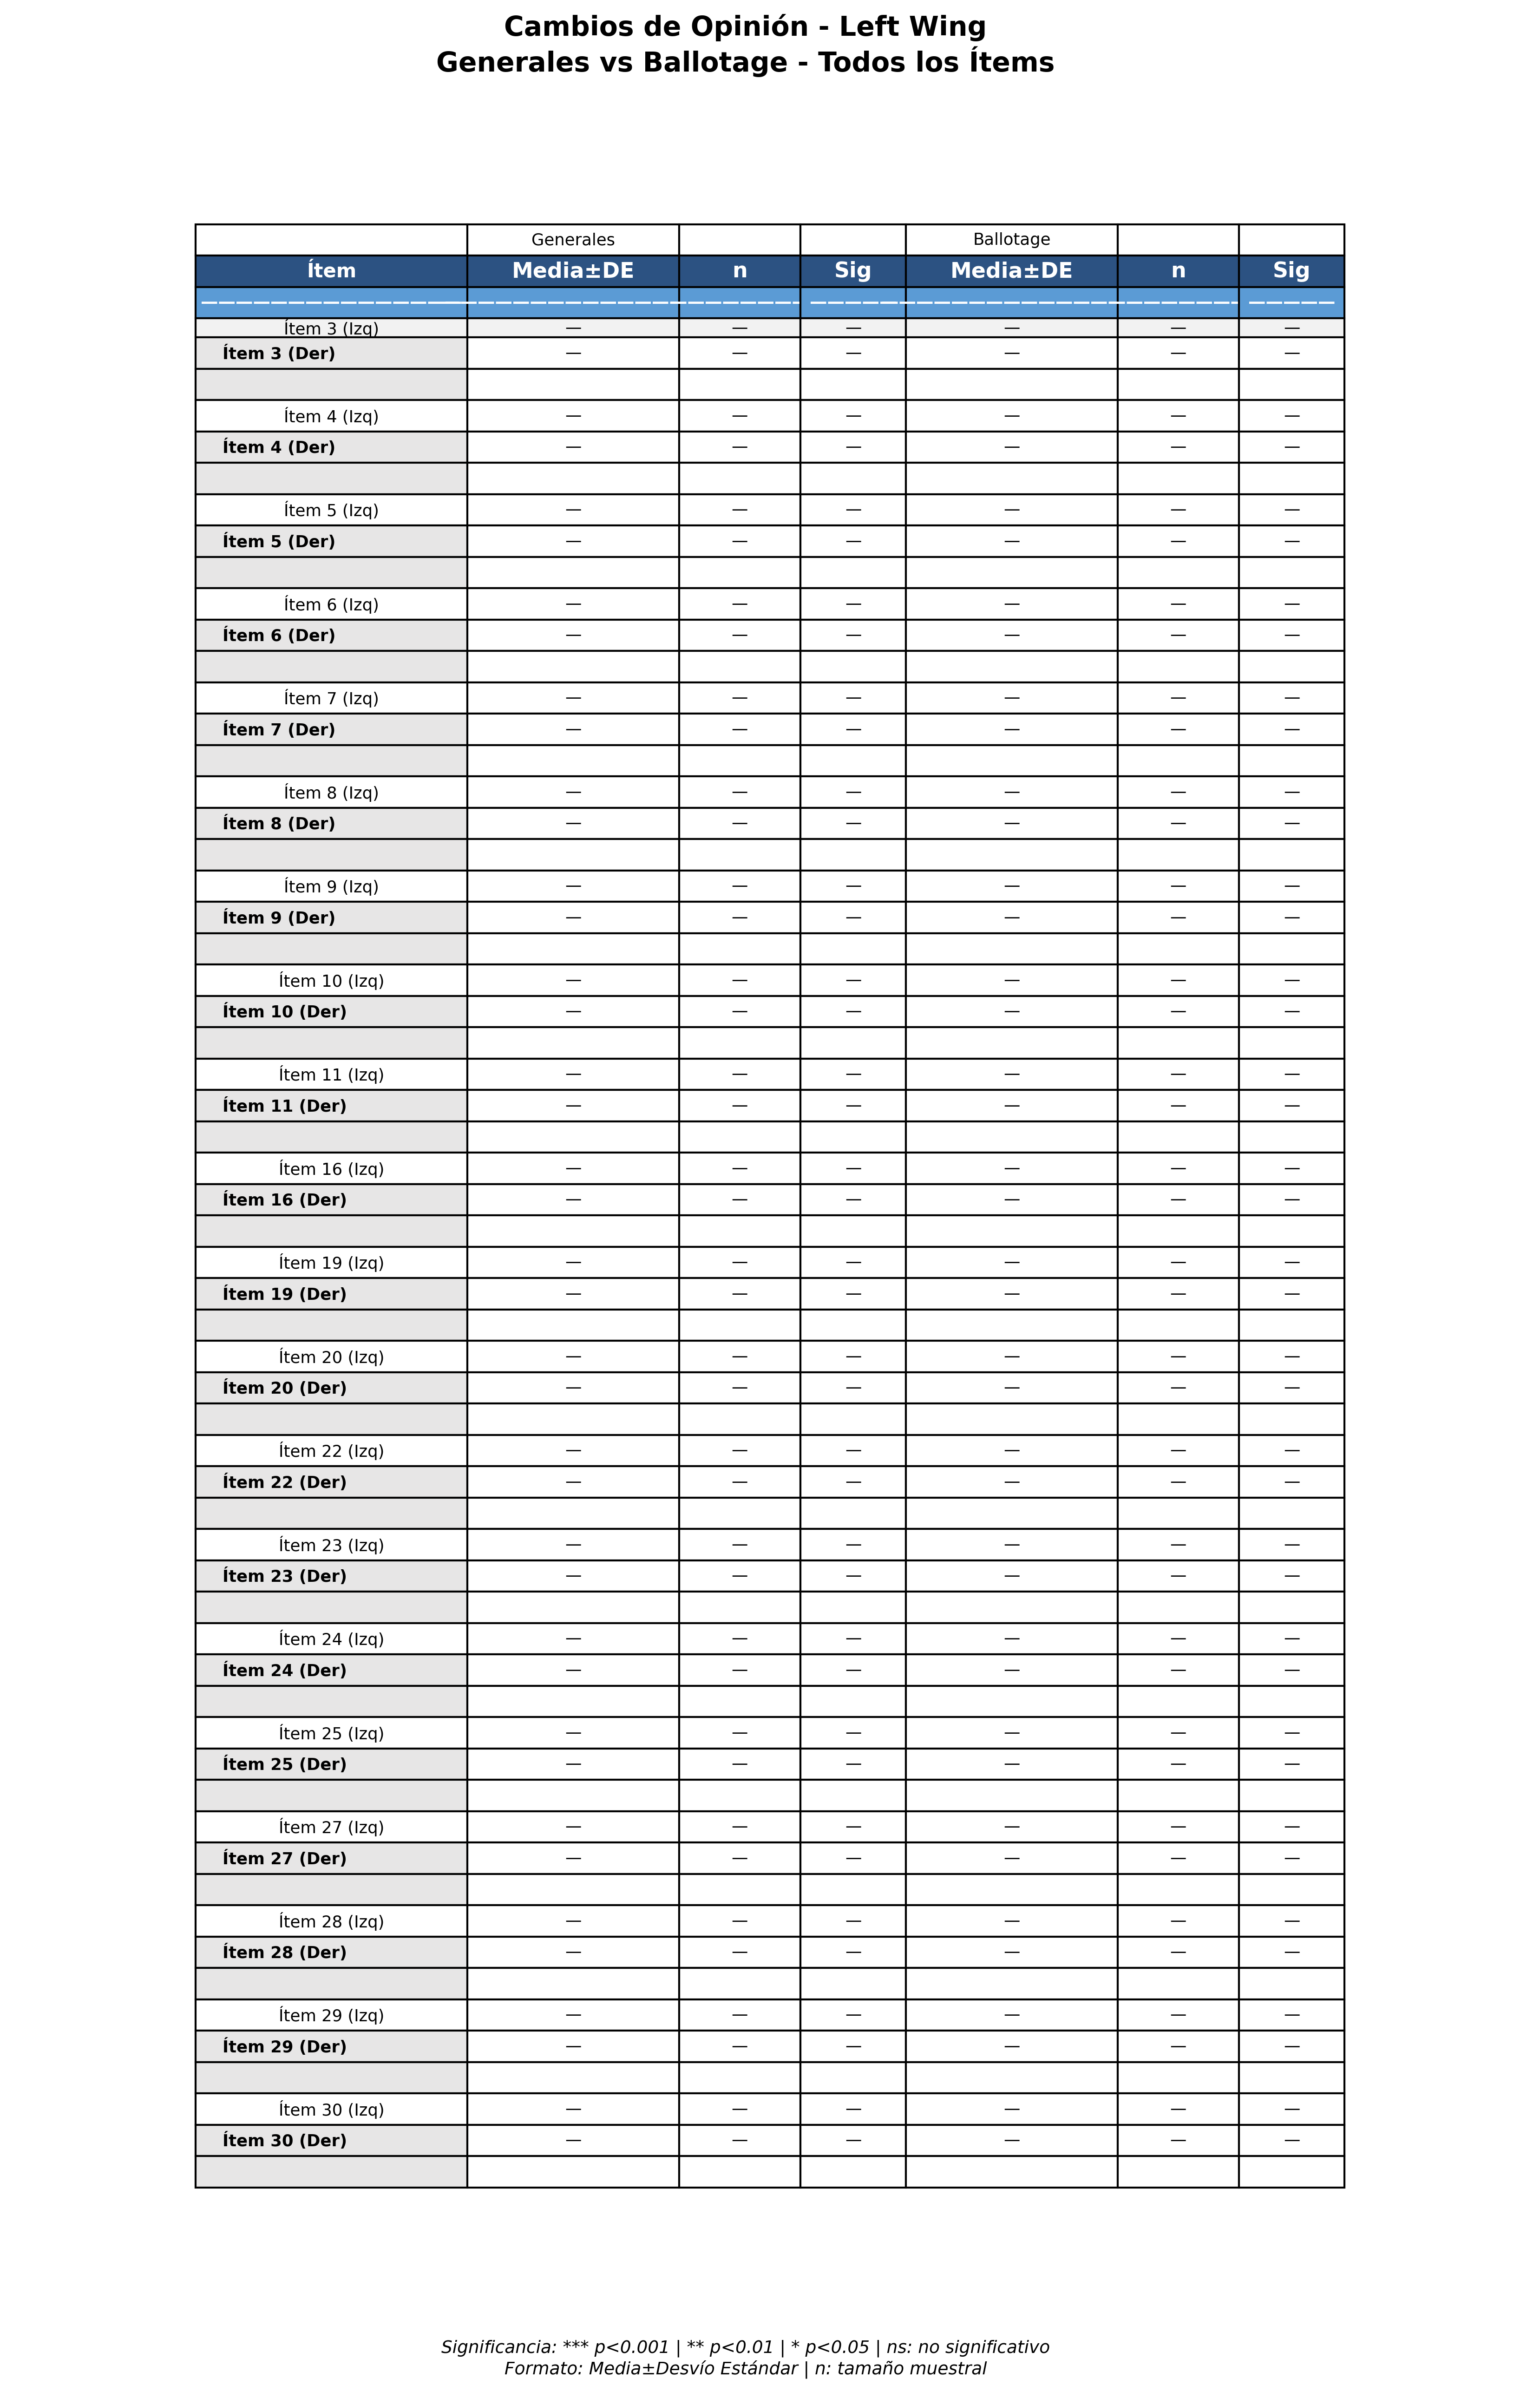 Cambios de Opinión - Left Wing
Generales vs Ballotage - Todos los Ítems
Generales Ballotage
Ítem Media±DE n Sig Media±DE n Sig
Ítem 3 (Izq) — — — — — —
Ítem 3 (Der) — — — — — —
Ítem 4 (Izq) — — — — — —
Ítem 4 (Der) — — — — — —
Ítem 5 (Izq) — — — — — —
Ítem 5 (Der) — — — — — —
Ítem 6 (Izq) — — — — — —
Ítem 6 (Der) — — — — — —
Ítem 7 (Izq) — — — — — —
Ítem 7 (Der) — — — — — —
Ítem 8 (Izq) — — — — — —
Ítem 8 (Der) — — — — — —
Ítem 9 (Izq) — — — — — —
Ítem 9 (Der) — — — — — —
Ítem 10 (Izq) — — — — — —
Ítem 10 (Der) — — — — — —
Ítem 11 (Izq) — — — — — —
Ítem 11 (Der) — — — — — —
Ítem 16 (Izq) — — — — — —
Ítem 16 (Der) — — — — — —
Ítem 19 (Izq) — — — — — —
Ítem 19 (Der) — — — — — —
Ítem 20 (Izq) — — — — — —
Ítem 20 (Der) — — — — — —
Ítem 22 (Izq) — — — — — —
Ítem 22 (Der) — — — — — —
Ítem 23 (Izq) — — — — — —
Ítem 23 (Der) — — — — — —
Ítem 24 (Izq) — — — — — —
Ítem 24 (Der) — — — — — —
Ítem 25 (Izq) — — — — — —
Ítem 25 (Der) — — — — — —
Ítem 27 (Izq) — — — — — —
Ítem 27 (Der) — — — — — —
Ítem 28 (Izq) — — — — — —
Ítem 28 (Der) — — — — — —
Ítem 29 (Izq) — — — — — —
Ítem 29 (Der) — — — — — —
Ítem 30 (Izq) — — — — — —
Ítem 30 (Der) — — — — — —
Significancia: *** p<0.001 | ** p<0.01 | * p<0.05 | ns: no significativo
Formato: Media±Desvío Estándar | n: tamaño muestral